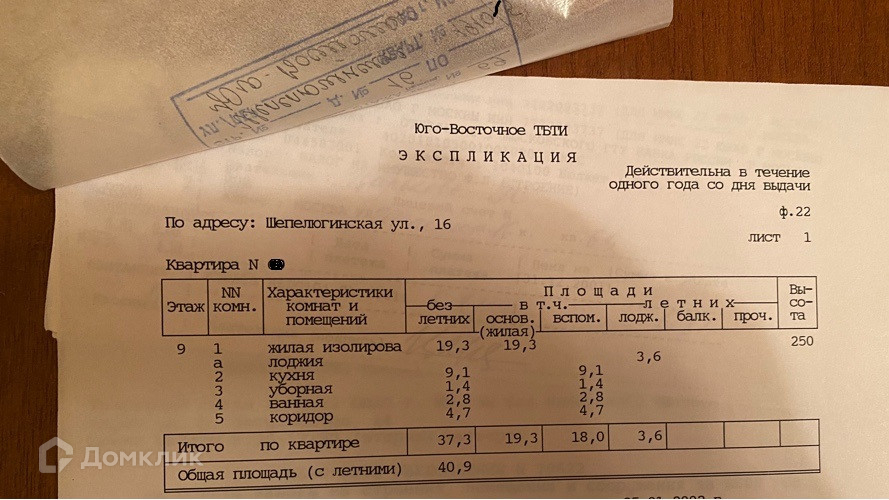 Юго-Восточное ТБТИ
ЭКСПЛИКАЦИЯ
Действительна в течение
одного года со дня выдачи
ф.22
По адресу: Шепелюгинская ул., 16
лист 1
Квартира N
Этаж NN комн. Характеристики комнат и помещений Площади Вы-со-та
без летних в т.ч. летних
основ. (жилая) вспом. лодж. балк. проч.
9 1 жилая изолирова 19,3 19,3 250
а лоджия 3,6
2 кухня 9,1 9,1
3 уборная 1,4 1,4
4 ванная 2,8 2,8
5 коридор 4,7 4,7
Итого по квартире 37,3 19,3 18,0 3,6
Общая площадь (с летними) 40,9
Домклик